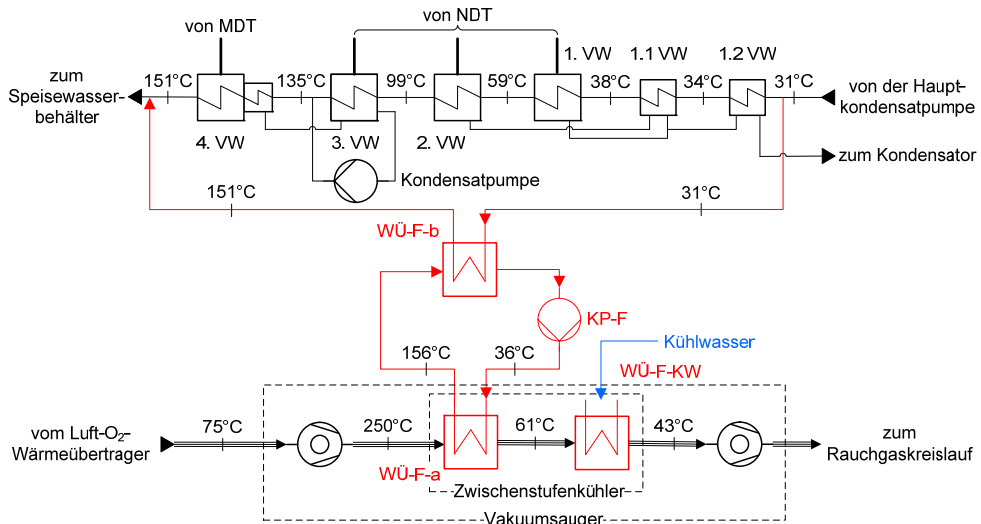 von NDT
von MDT
1. VW
1.1 VW
1.2 VW
zum
Speisewasser-
behälter
151°C
135°C
99°C
59°C
38°C
34°C
31°C
von der Haupt-
kondensatpumpe
4. VW
3. VW
2. VW
zum Kondensator
Kondensatpumpe
151°C
31°C
WÜ-F-b
KP-F
156°C
36°C
Kühlwasser
WÜ-F-KW
vom Luft-O₂-
Wärmeübertrager
75°C
250°C
61°C
43°C
zum
Rauchgaskreislauf
WÜ-F-a
Zwischenstufenkühler
Vakuumsauger